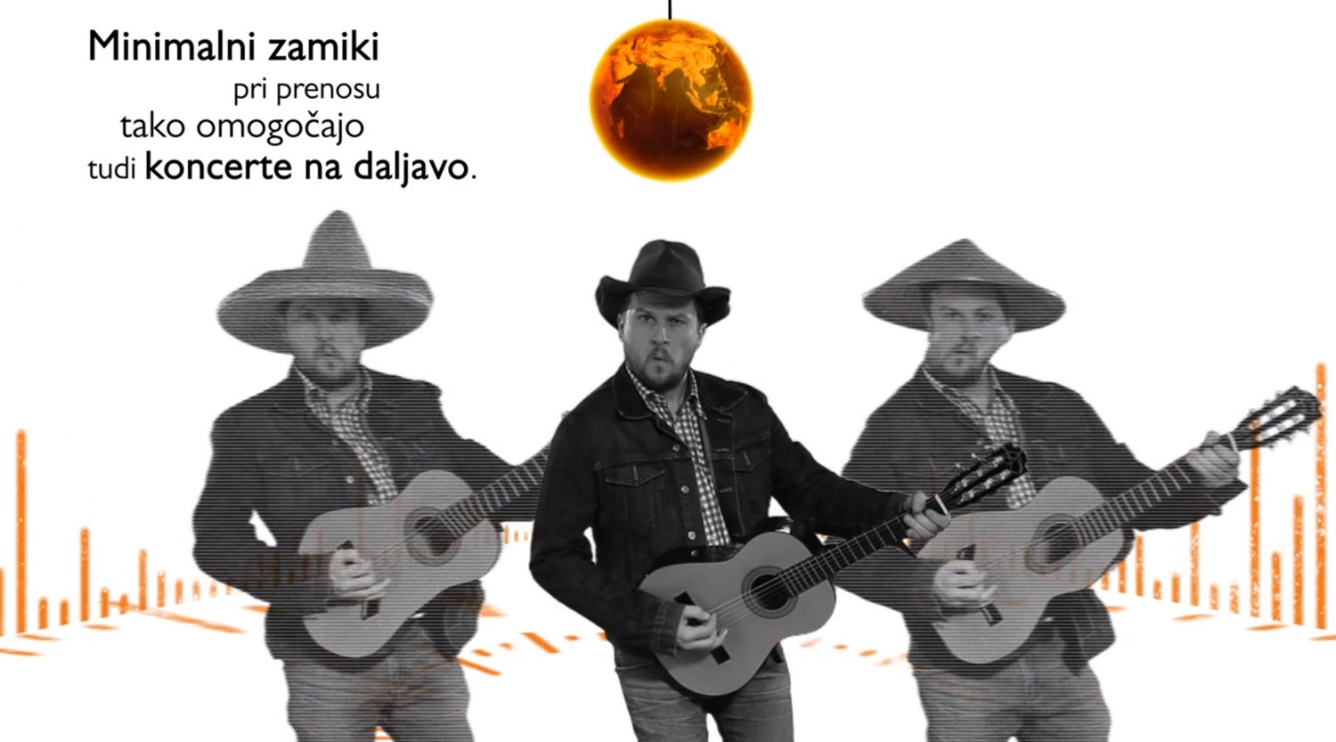 Minimalni zamiki
pri prenosu
tako omogočajo
tudi koncerte na daljavo.